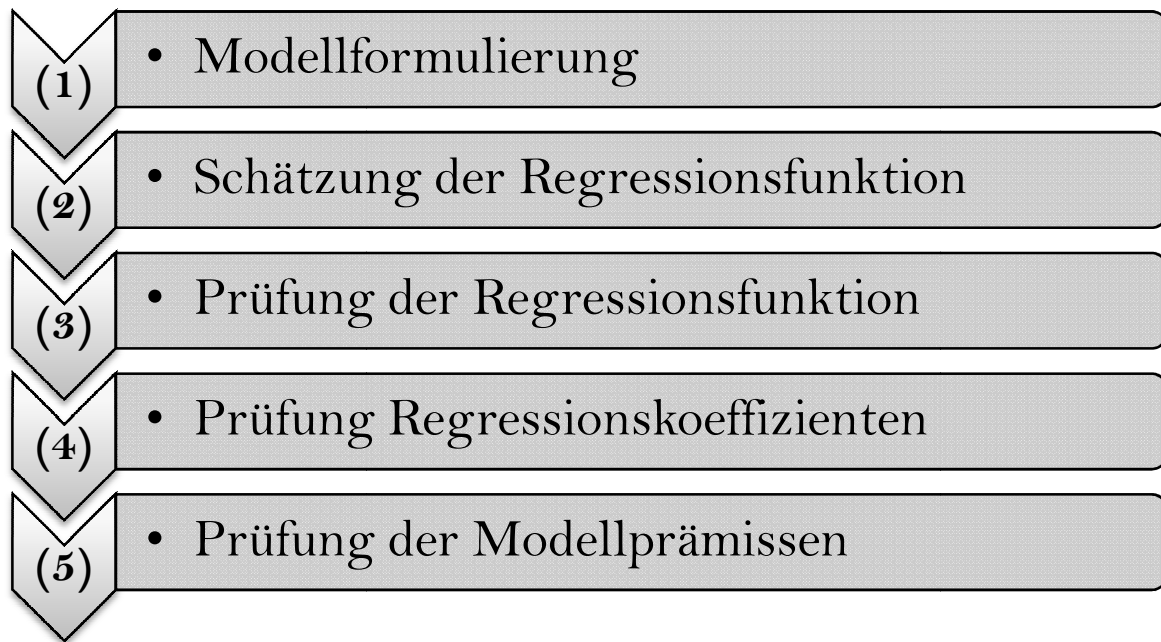 (1) • Modellformulierung
(2) • Schätzung der Regressionsfunktion
(3) • Prüfung der Regressionsfunktion
(4) • Prüfung Regressionskoeffizienten
(5) • Prüfung der Modellprämissen